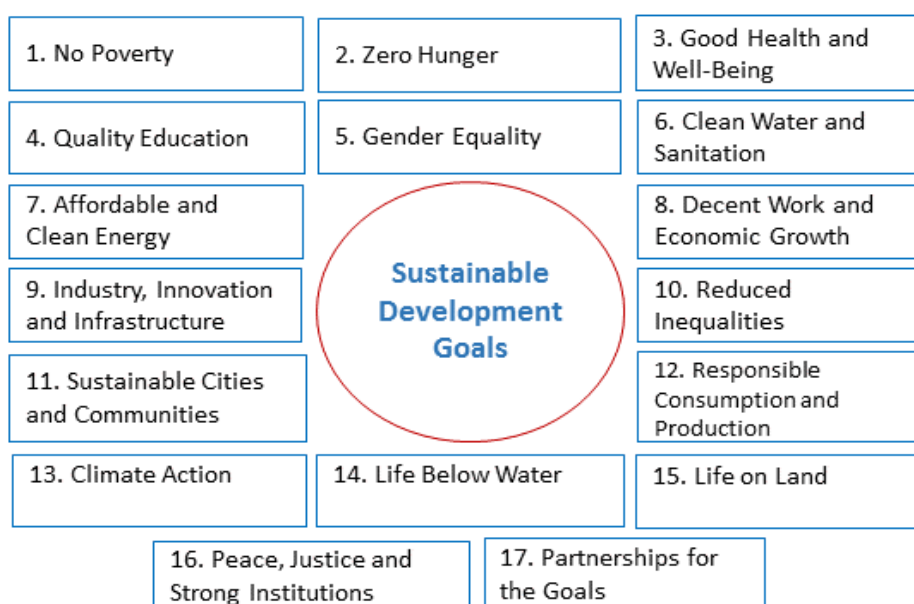 1. No Poverty
2. Zero Hunger
3. Good Health and
Well-Being
4. Quality Education
5. Gender Equality
6. Clean Water and
Sanitation
7. Affordable and
Clean Energy
Sustainable
Development
Goals
8. Decent Work and
Economic Growth
9. Industry, Innovation
and Infrastructure
10. Reduced
Inequalities
11. Sustainable Cities
and Communities
12. Responsible
Consumption and
Production
13. Climate Action
14. Life Below Water
15. Life on Land
16. Peace, Justice and
Strong Institutions
17. Partnerships for
the Goals